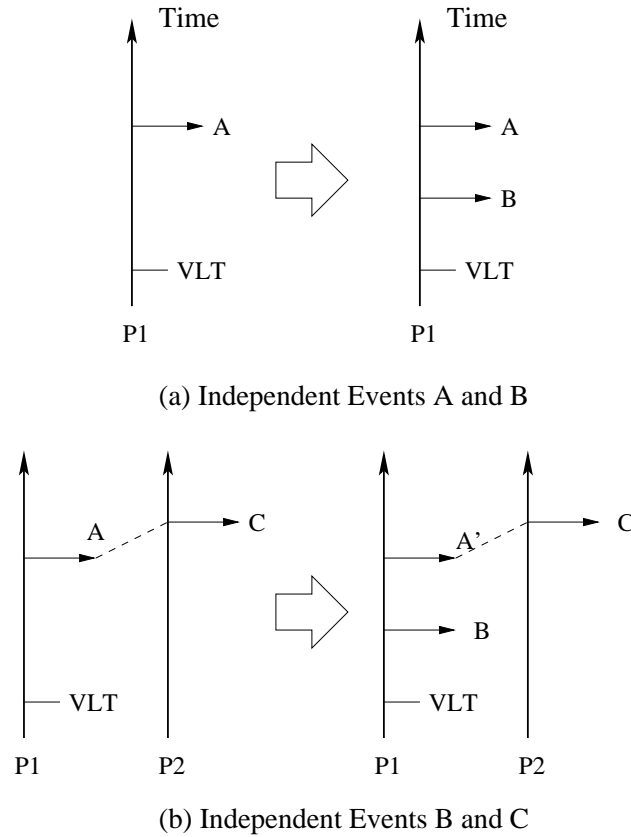 Time Time
A A
B
VLT VLT
P1 P1
(a) Independent Events A and B
A C A’ C
B
VLT VLT
P1 P2 P1 P2
(b) Independent Events B and C